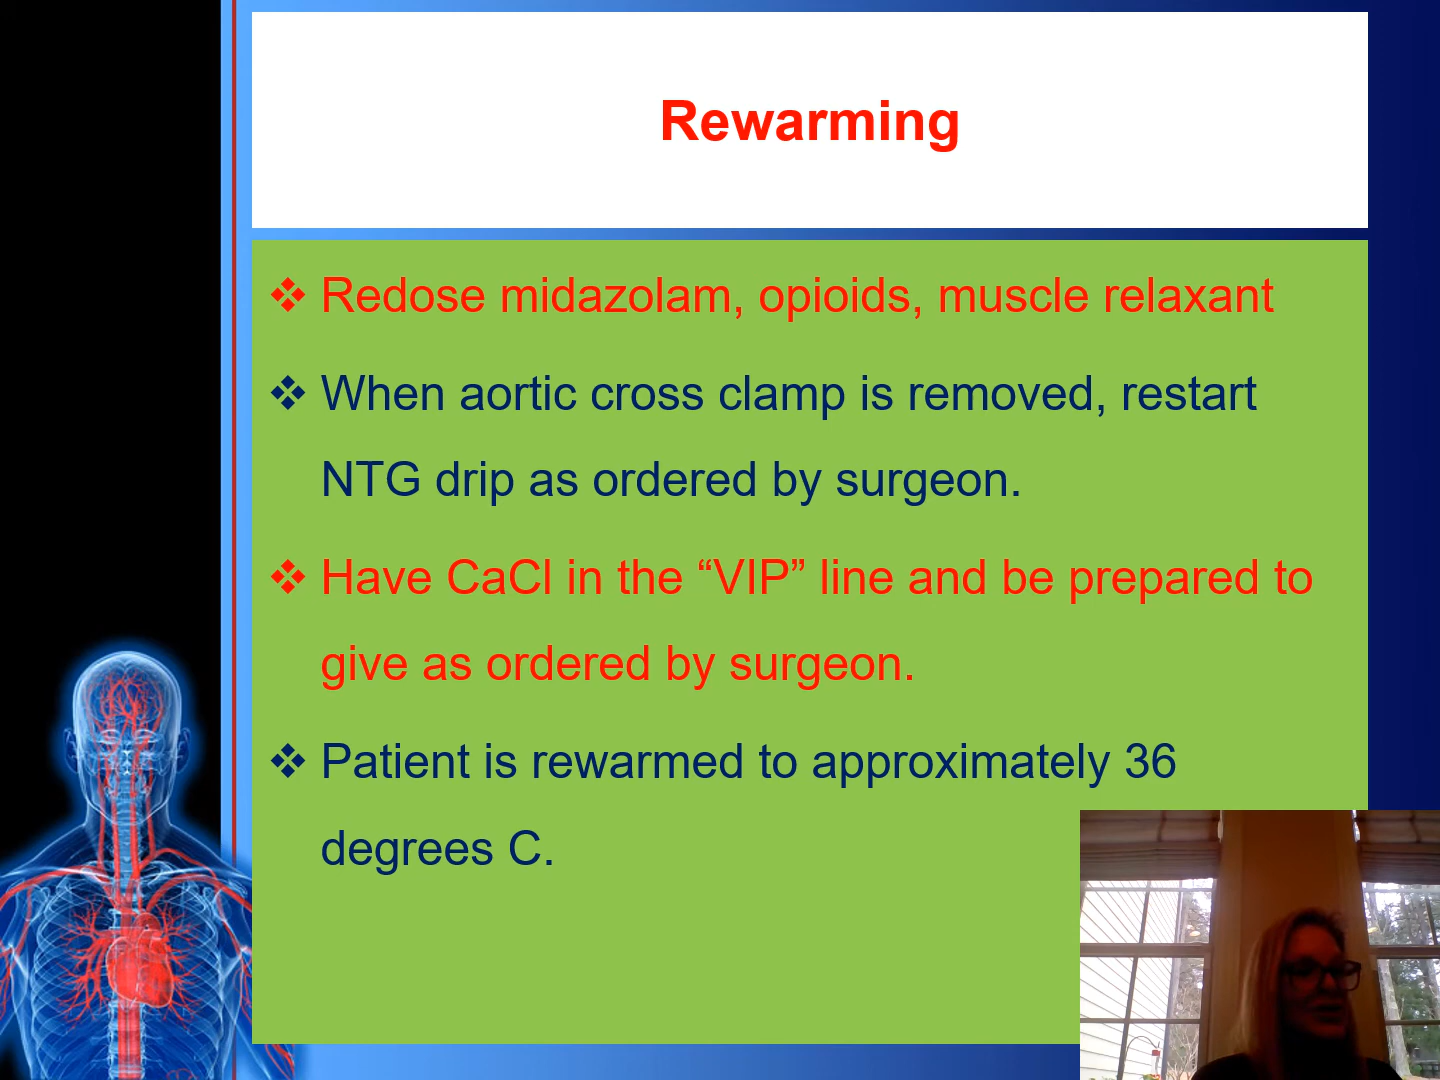 Rewarming
❖ Redose midazolam, opioids, muscle relaxant
❖ When aortic cross clamp is removed, restart
NTG drip as ordered by surgeon.
❖ Have CaCl in the “VIP” line and be prepared to
give as ordered by surgeon.
❖ Patient is rewarmed to approximately 36
degrees C.